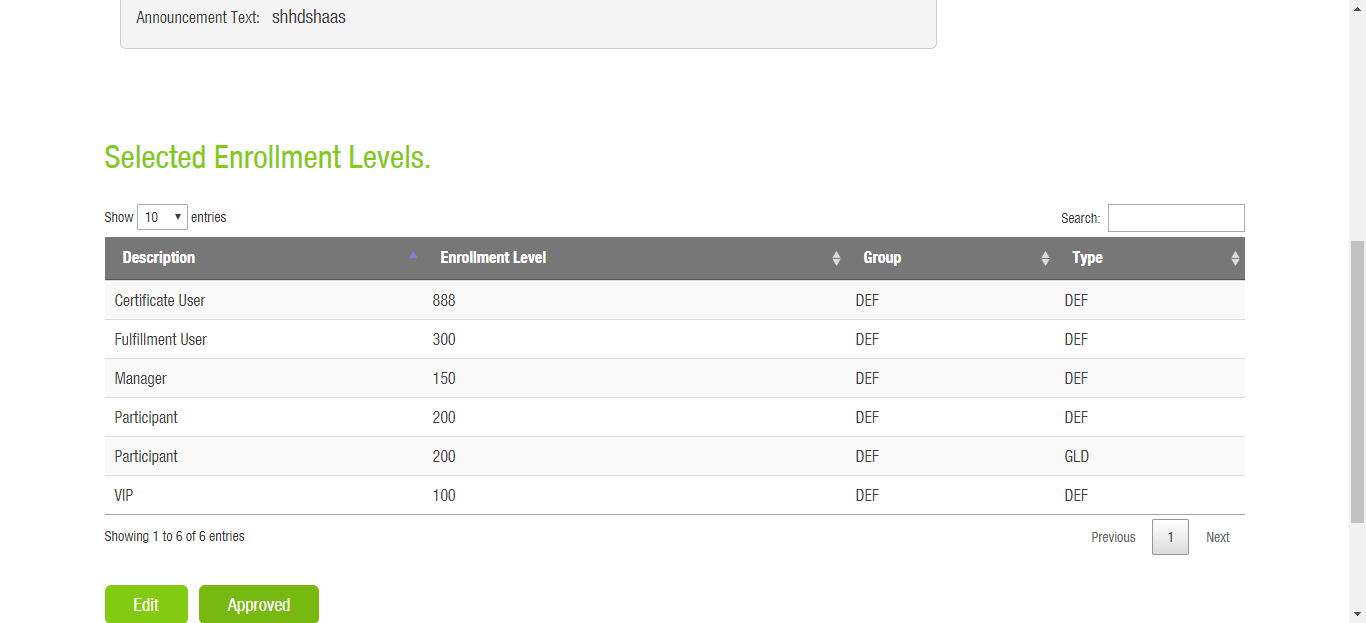 Announcement Text: shhdshaas
Selected Enrollment Levels.
Show 10 entries Search:
Description Enrollment Level Group Type
Certificate User 888 DEF DEF
Fulfillment User 300 DEF DEF
Manager 150 DEF DEF
Participant 200 DEF DEF
Participant 200 DEF GLD
VIP 100 DEF DEF
Showing 1 to 6 of 6 entries Previous 1 Next
Edit Approved